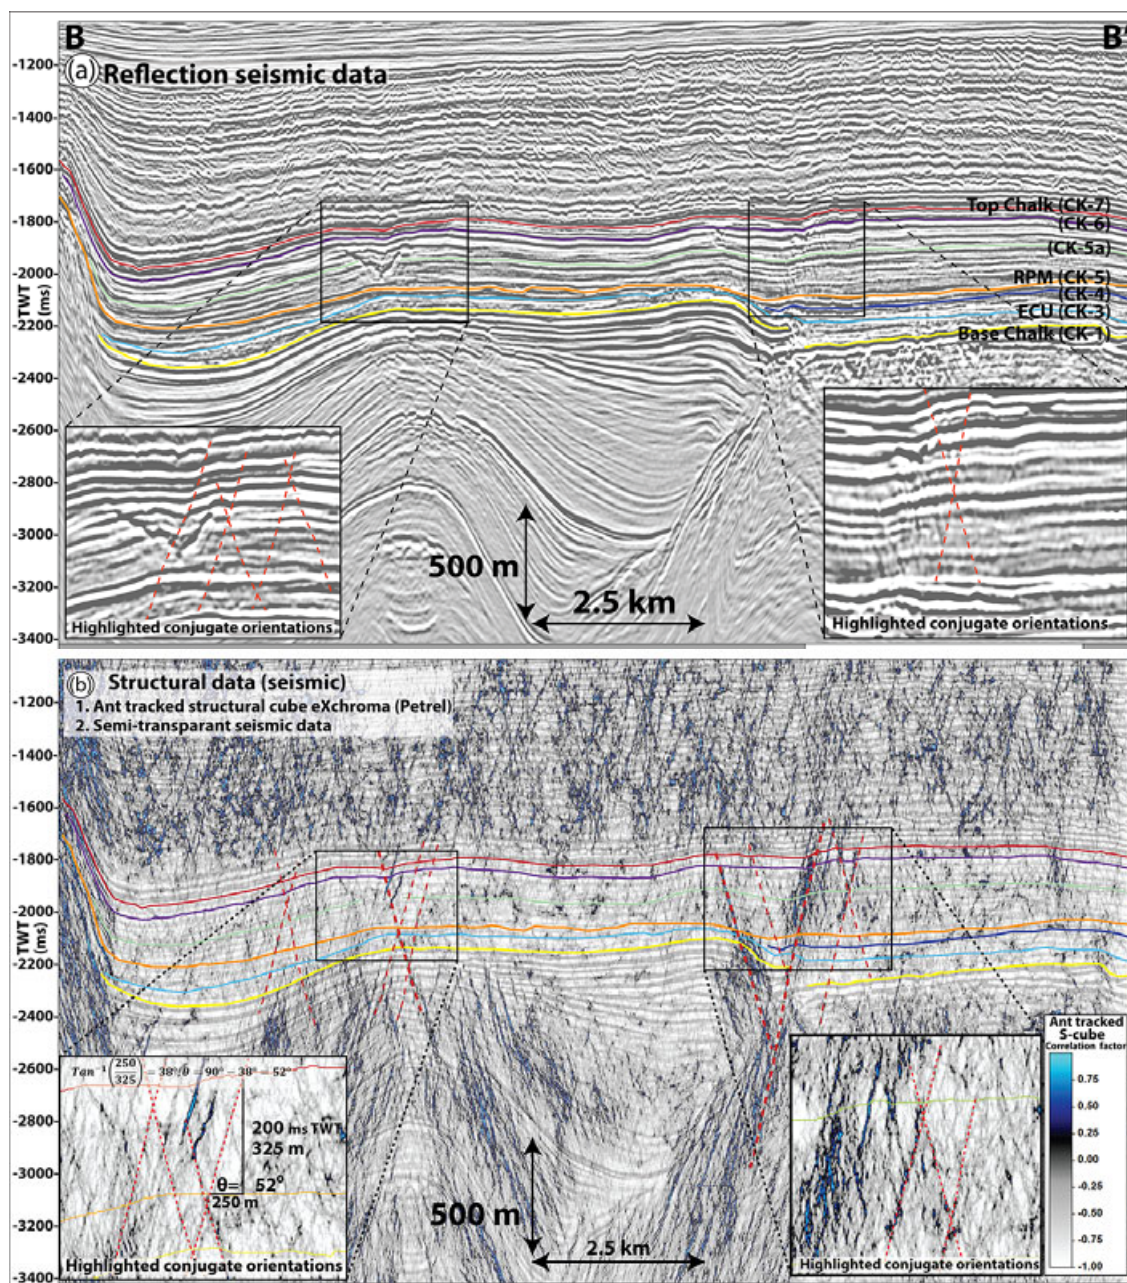 B
B'
(a) Reflection seismic data
-1200
-1400
-1600
-1800
-2000
-2200
-2400
-2600
-2800
-3000
-3200
-3400
TWT
(ms)
Top Chalk (CK-7)
(CK-6)
(CK-5a)
RPM (CK-5)
(CK-4)
ECU (CK-3)
Base Chalk (CK-1)
500 m
2.5 km
Highlighted conjugate orientations
Highlighted conjugate orientations
(b) Structural data (seismic)
1. Ant tracked structural cube eXchroma (Petrel)
2. Semi-transparant seismic data
-1200
-1400
-1600
-1800
-2000
-2200
-2400
-2600
-2800
-3000
-3200
-3400
TWT
(ms)
Tan⁻¹(250/325) = 38° θ = 90° − 38° = 52°
200 ms TWT
325 m
θ= 52°
250 m
Highlighted conjugate orientations
500 m
2.5 km
Highlighted conjugate orientations
Ant tracked
S-cube
Correlation factor
0.75
0.50
0.25
0.00
-0.25
-0.50
-0.75
-1.00